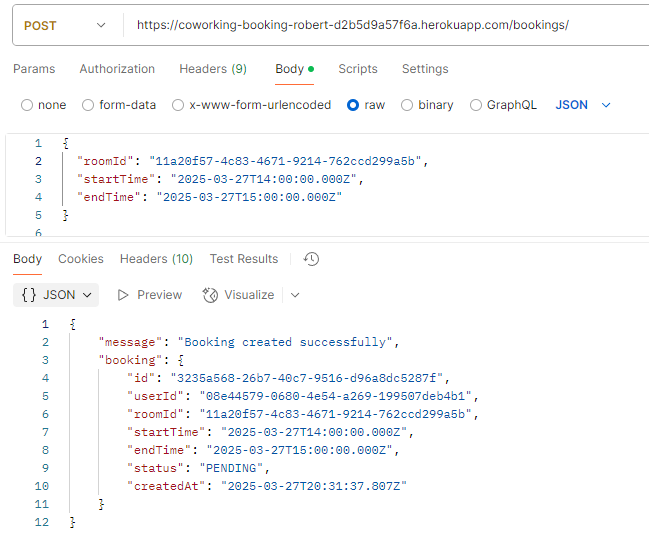 POST https://coworking-booking-robert-d2b5d9a57f6a.herokuapp.com/bookings/
Params Authorization Headers (9) Body Scripts Settings
none form-data x-www-form-urlencoded raw binary GraphQL JSON
1 {
2 "roomId": "11a20f57-4c83-4671-9214-762ccd299a5b",
3 "startTime": "2025-03-27T14:00:00.000Z",
4 "endTime": "2025-03-27T15:00:00.000Z"
5 }
6
Body Cookies Headers (10) Test Results
{} JSON Preview Visualize
1 {
2 "message": "Booking created successfully",
3 "booking": {
4 "id": "3235a568-26b7-40c7-9516-d96a8dc5287f",
5 "userId": "08e44579-0680-4e54-a269-199507deb4b1",
6 "roomId": "11a20f57-4c83-4671-9214-762ccd299a5b",
7 "startTime": "2025-03-27T14:00:00.000Z",
8 "endTime": "2025-03-27T15:00:00.000Z",
9 "status": "PENDING",
10 "createdAt": "2025-03-27T20:31:37.807Z"
11 }
12 }